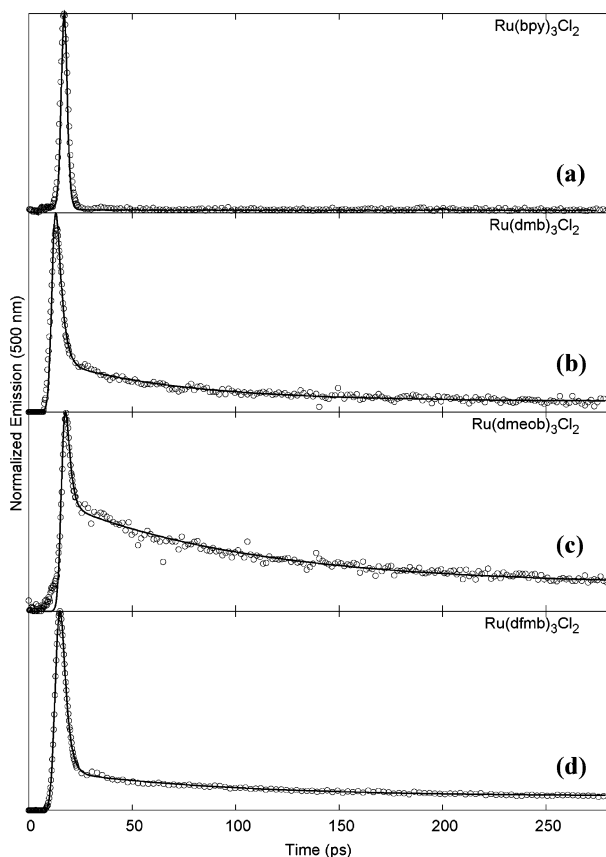 Ru(bpy)₃Cl₂
(a)
Ru(dmb)₃Cl₂
(b)
Normalized Emission (500 nm)
Ru(dmeob)₃Cl₂
(c)
Ru(dfmb)₃Cl₂
(d)
0 50 100 150 200 250
Time (ps)